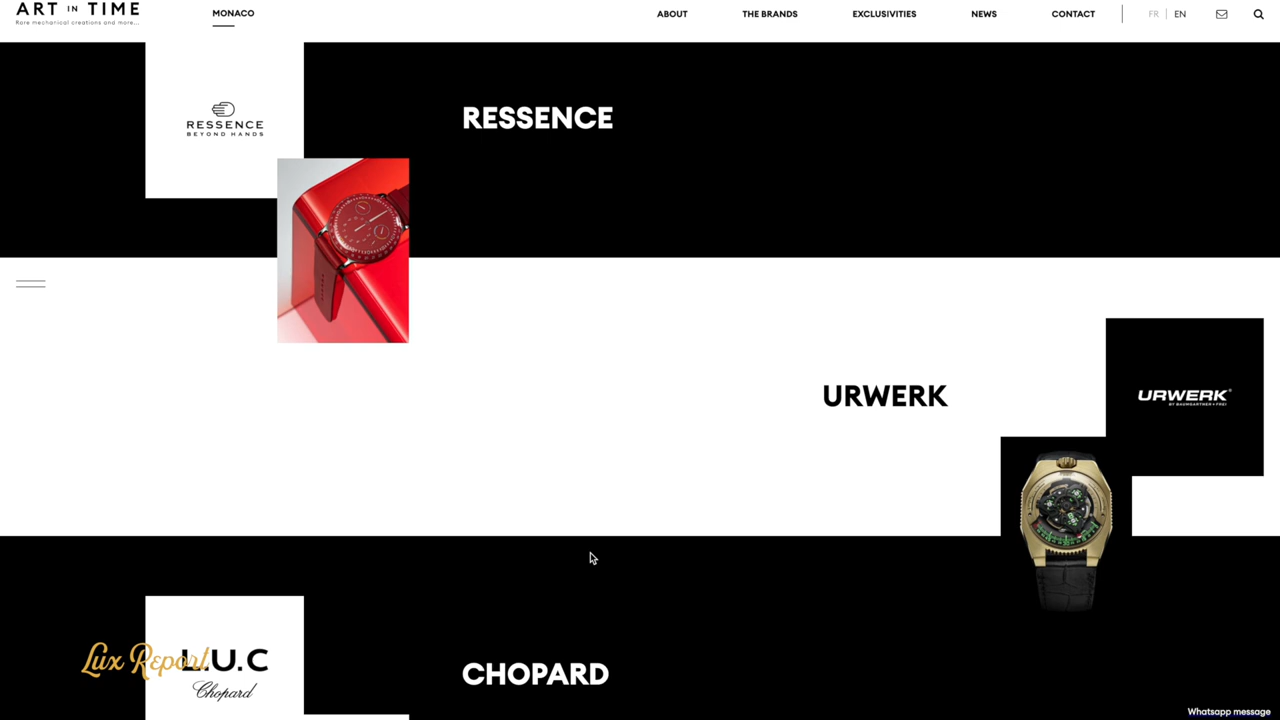 ART IN TIME
Rare mechanical creations and more...
MONACO
ABOUT
THE BRANDS
EXCLUSIVITIES
NEWS
CONTACT
FR
EN
RESSENCE
BEYOND HANDS
RESSENCE
URWERK
URWERK®
BY BAUMGARTNER + FREI
L.U.C
Chopard
Lux Report
CHOPARD
Whatsapp message